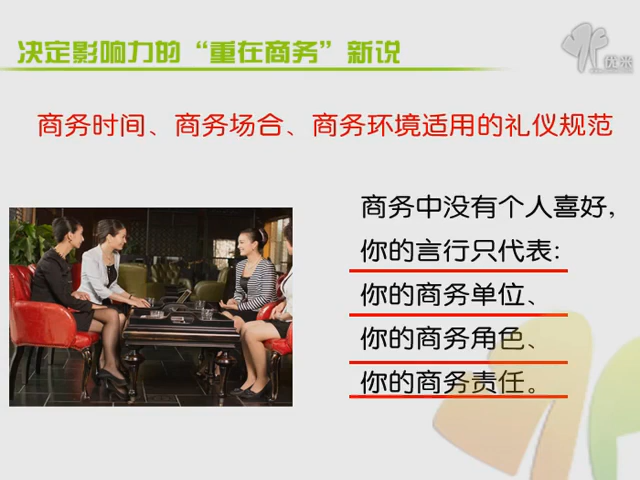 决定影响力的“重在商务”新说
优米
商务时间、商务场合、商务环境适用的礼仪规范
商务中没有个人喜好,
你的言行只代表:
你的商务单位、
你的商务角色、
你的商务责任。